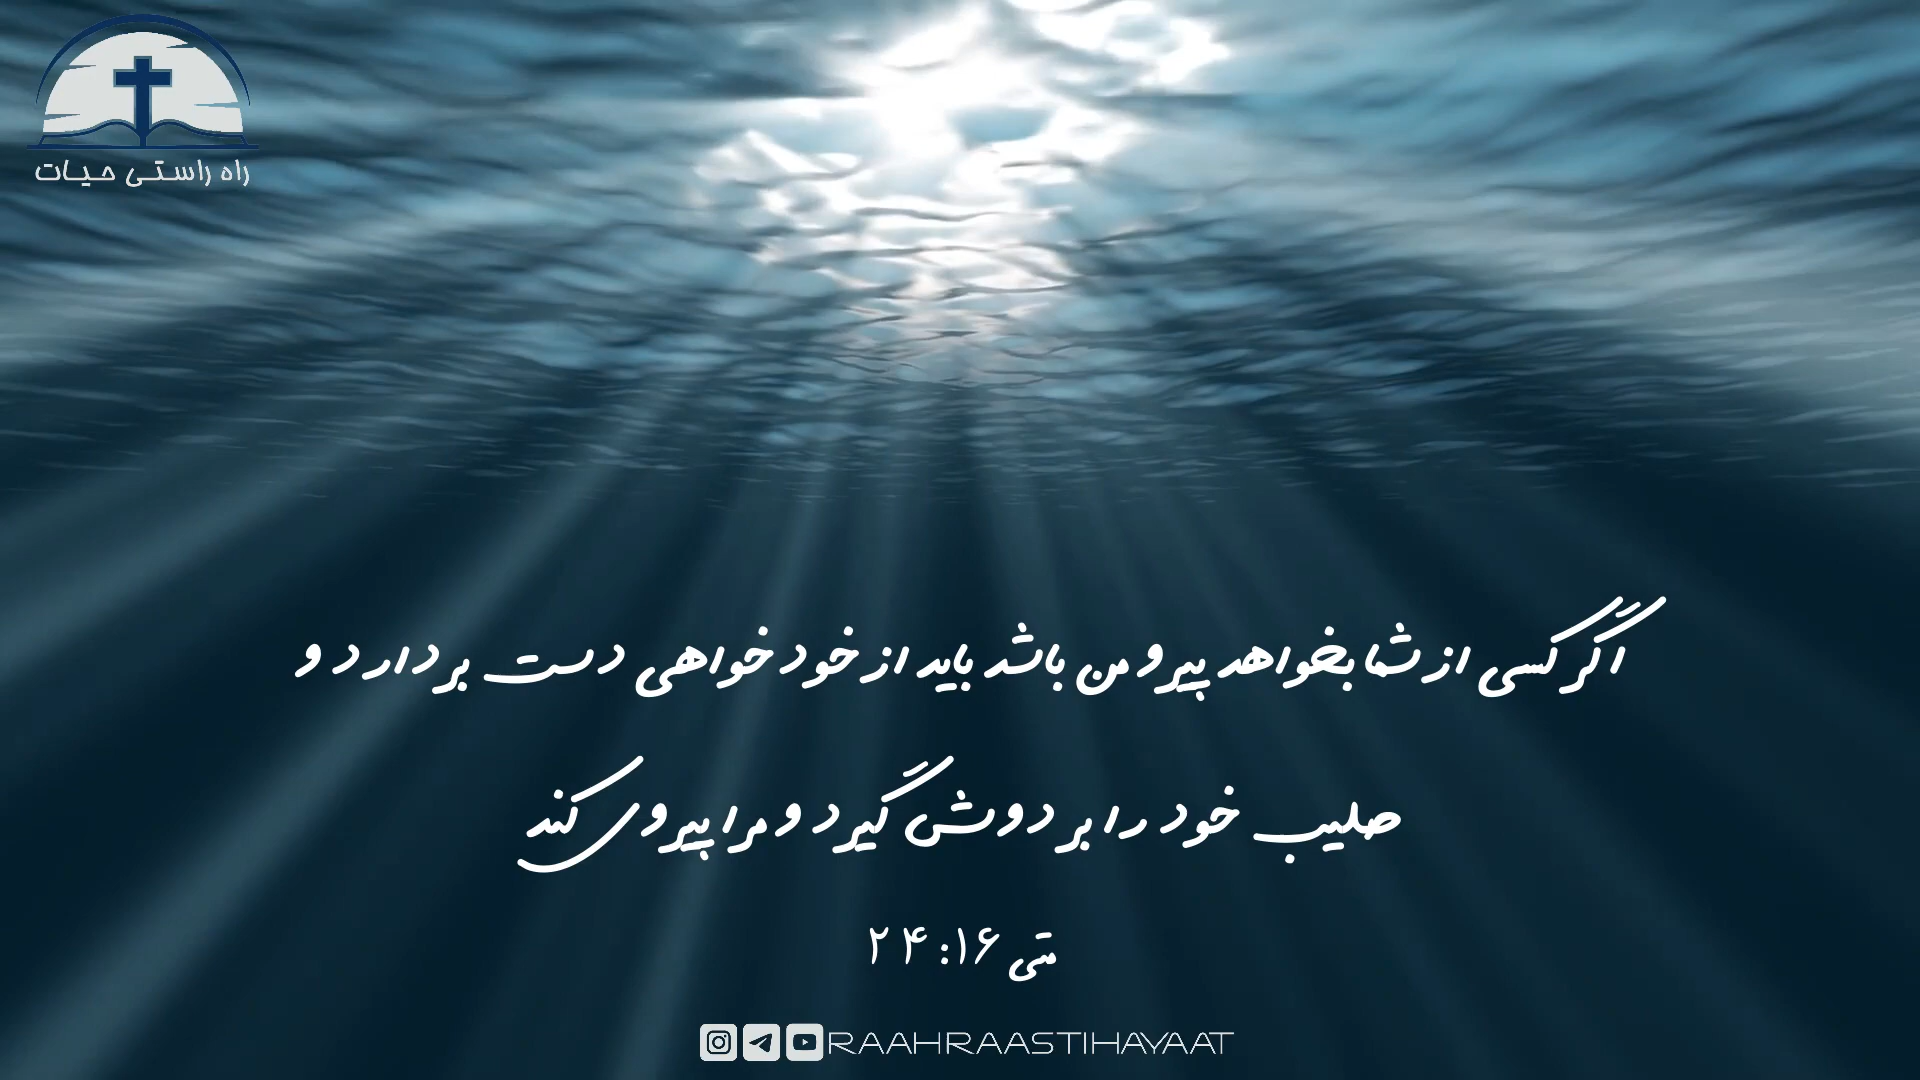 راه راستی حیات
اگر کسی از شما بخواهد پیرو من باشد باید از خودخواهی دست بردارد و
صلیب خود را بر دوش گیرد و مرا پیروی کند
متی ۱۶:۲۴
RAAHRAASTIHAYAAT